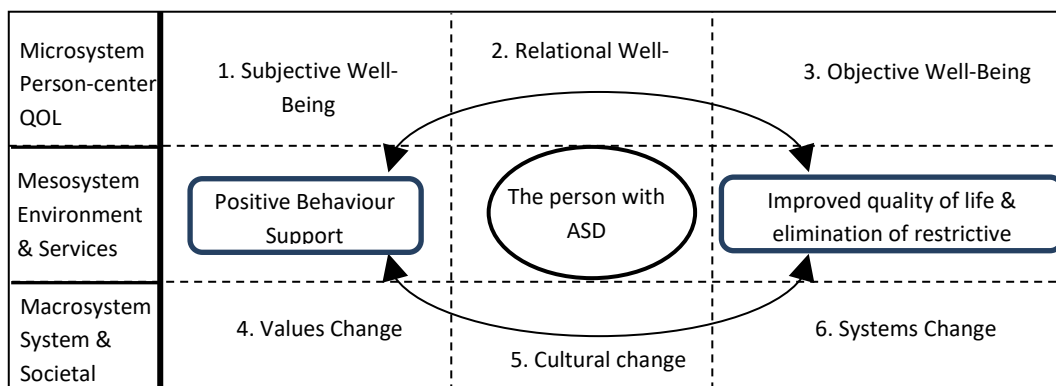 Microsystem
Person-center
QOL
1. Subjective Well-
Being
2. Relational Well-
3. Objective Well-Being
Mesosystem
Environment
& Services
Positive Behaviour
Support
The person with
ASD
Improved quality of life &
elimination of restrictive
Macrosystem
System &
Societal
4. Values Change
5. Cultural change
6. Systems Change